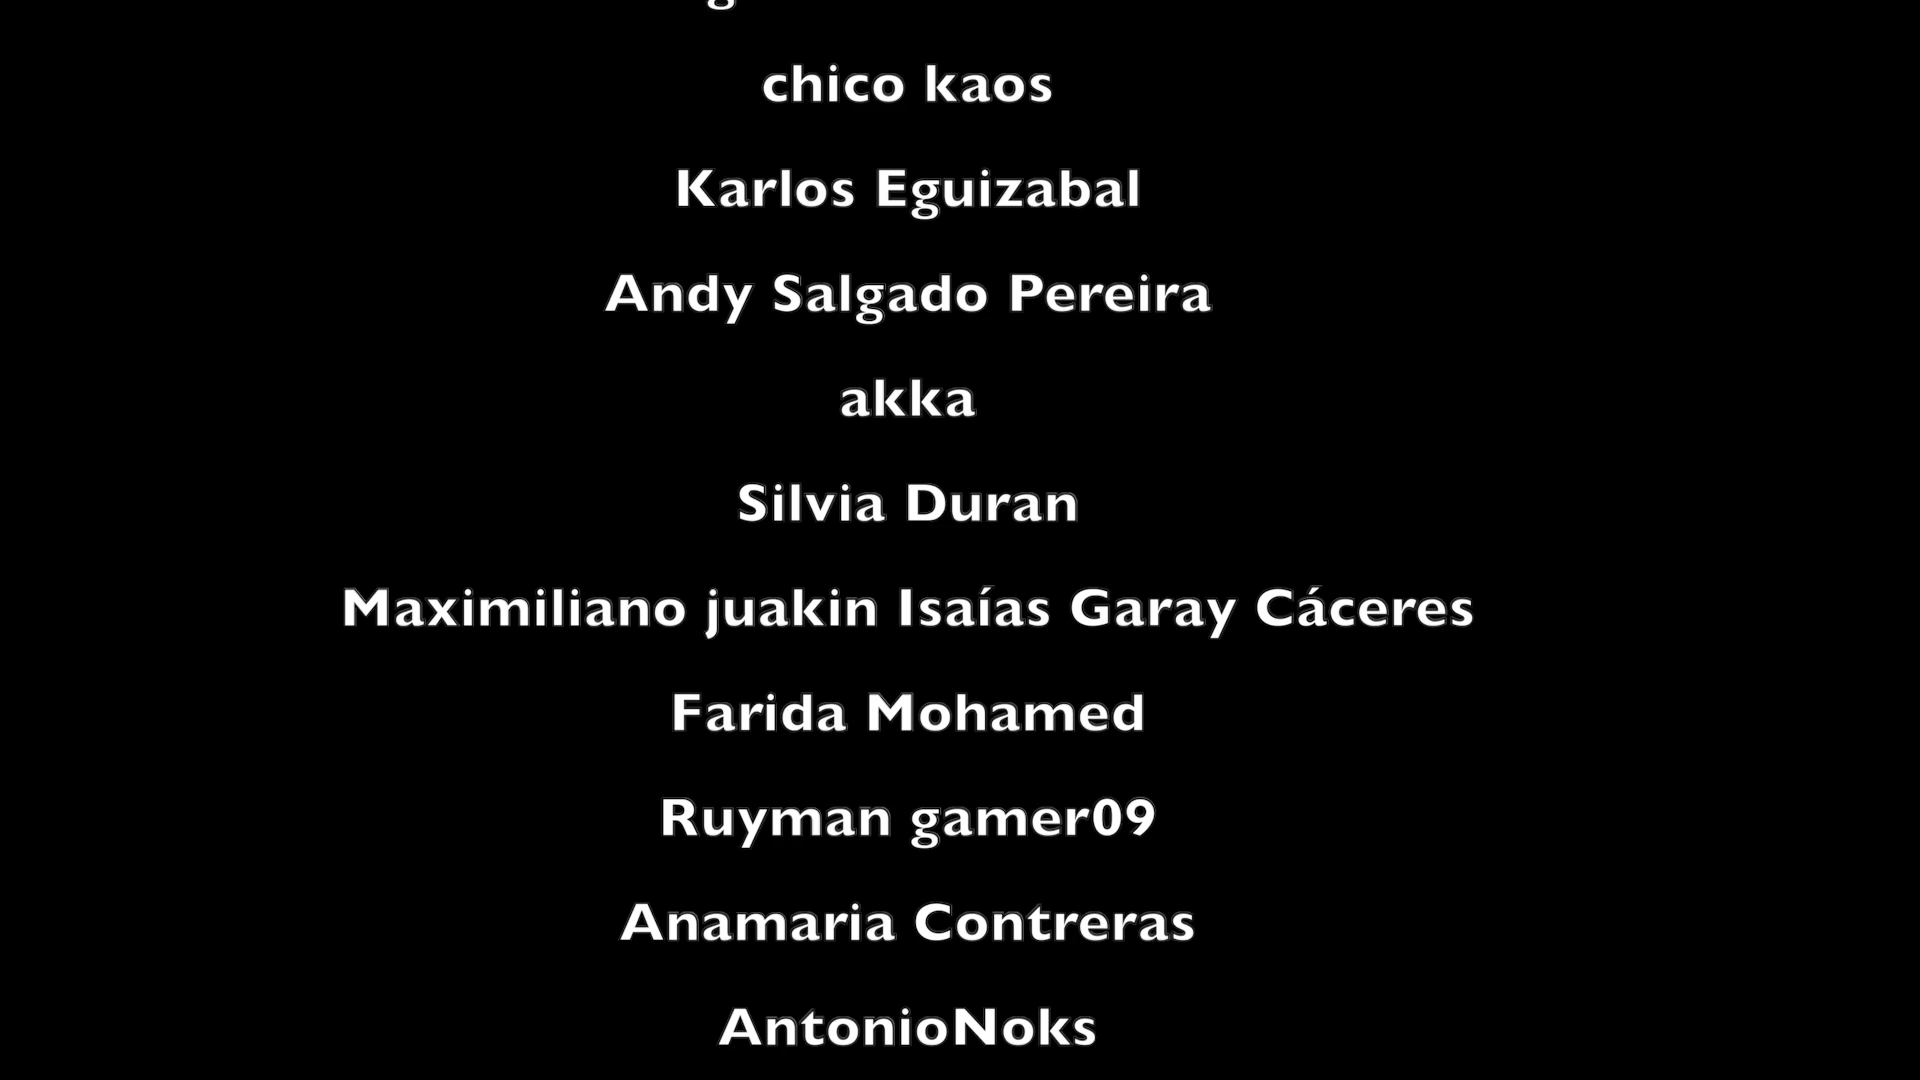 chico kaos
Karlos Eguizabal
Andy Salgado Pereira
akka
Silvia Duran
Maximiliano juakin Isaías Garay Cáceres
Farida Mohamed
Ruyman gamer09
Anamaria Contreras
AntonioNoks